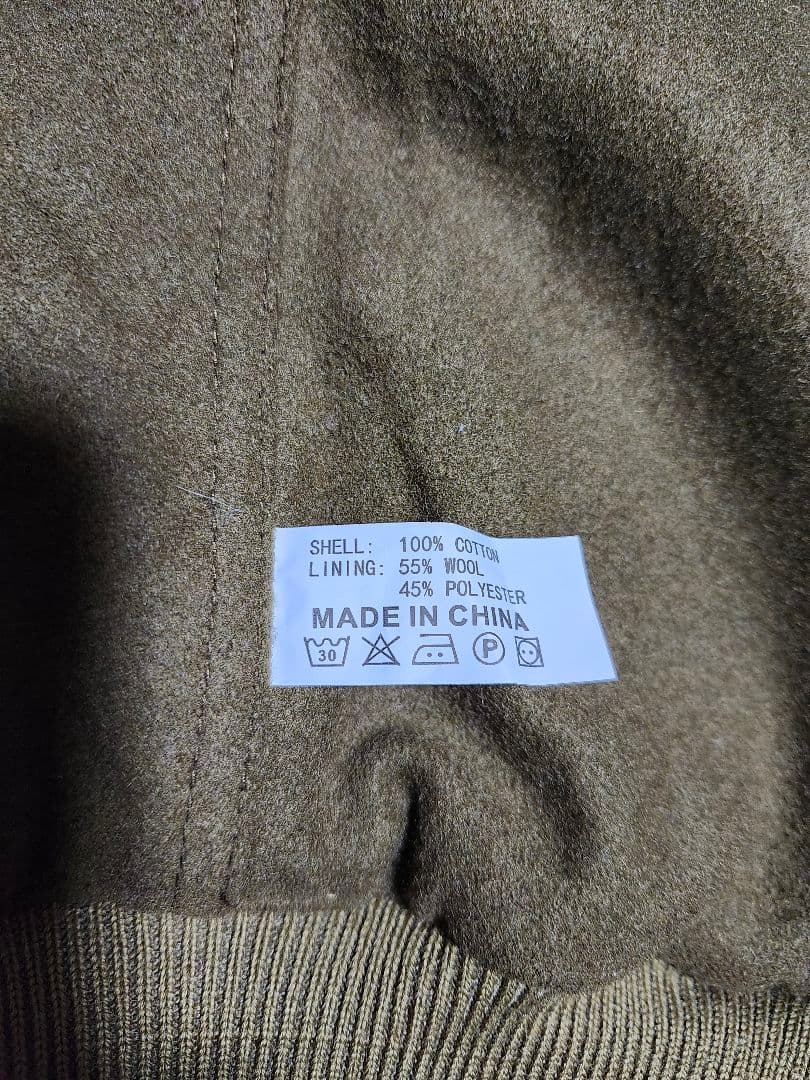 SHELL: 100% COTTON
LINING: 55% WOOL
45% POLYESTER
MADE IN CHINA
30 P